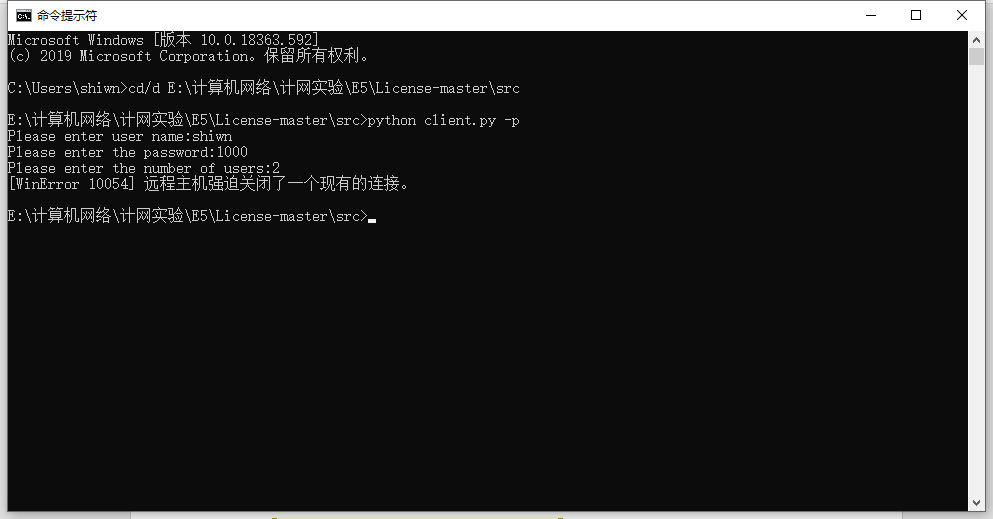 命令提示符
Microsoft Windows [版本 10.0.18363.592]
(c) 2019 Microsoft Corporation。保留所有权利。
C:\Users\shiwn>cd/d E:\计算机网络\计网实验\E5\License-master\src
E:\计算机网络\计网实验\E5\License-master\src>python client.py -p
Please enter user name:shiwn
Please enter the password:1000
Please enter the number of users:2
[WinError 10054] 远程主机强迫关闭了一个现有的连接。
E:\计算机网络\计网实验\E5\License-master\src>